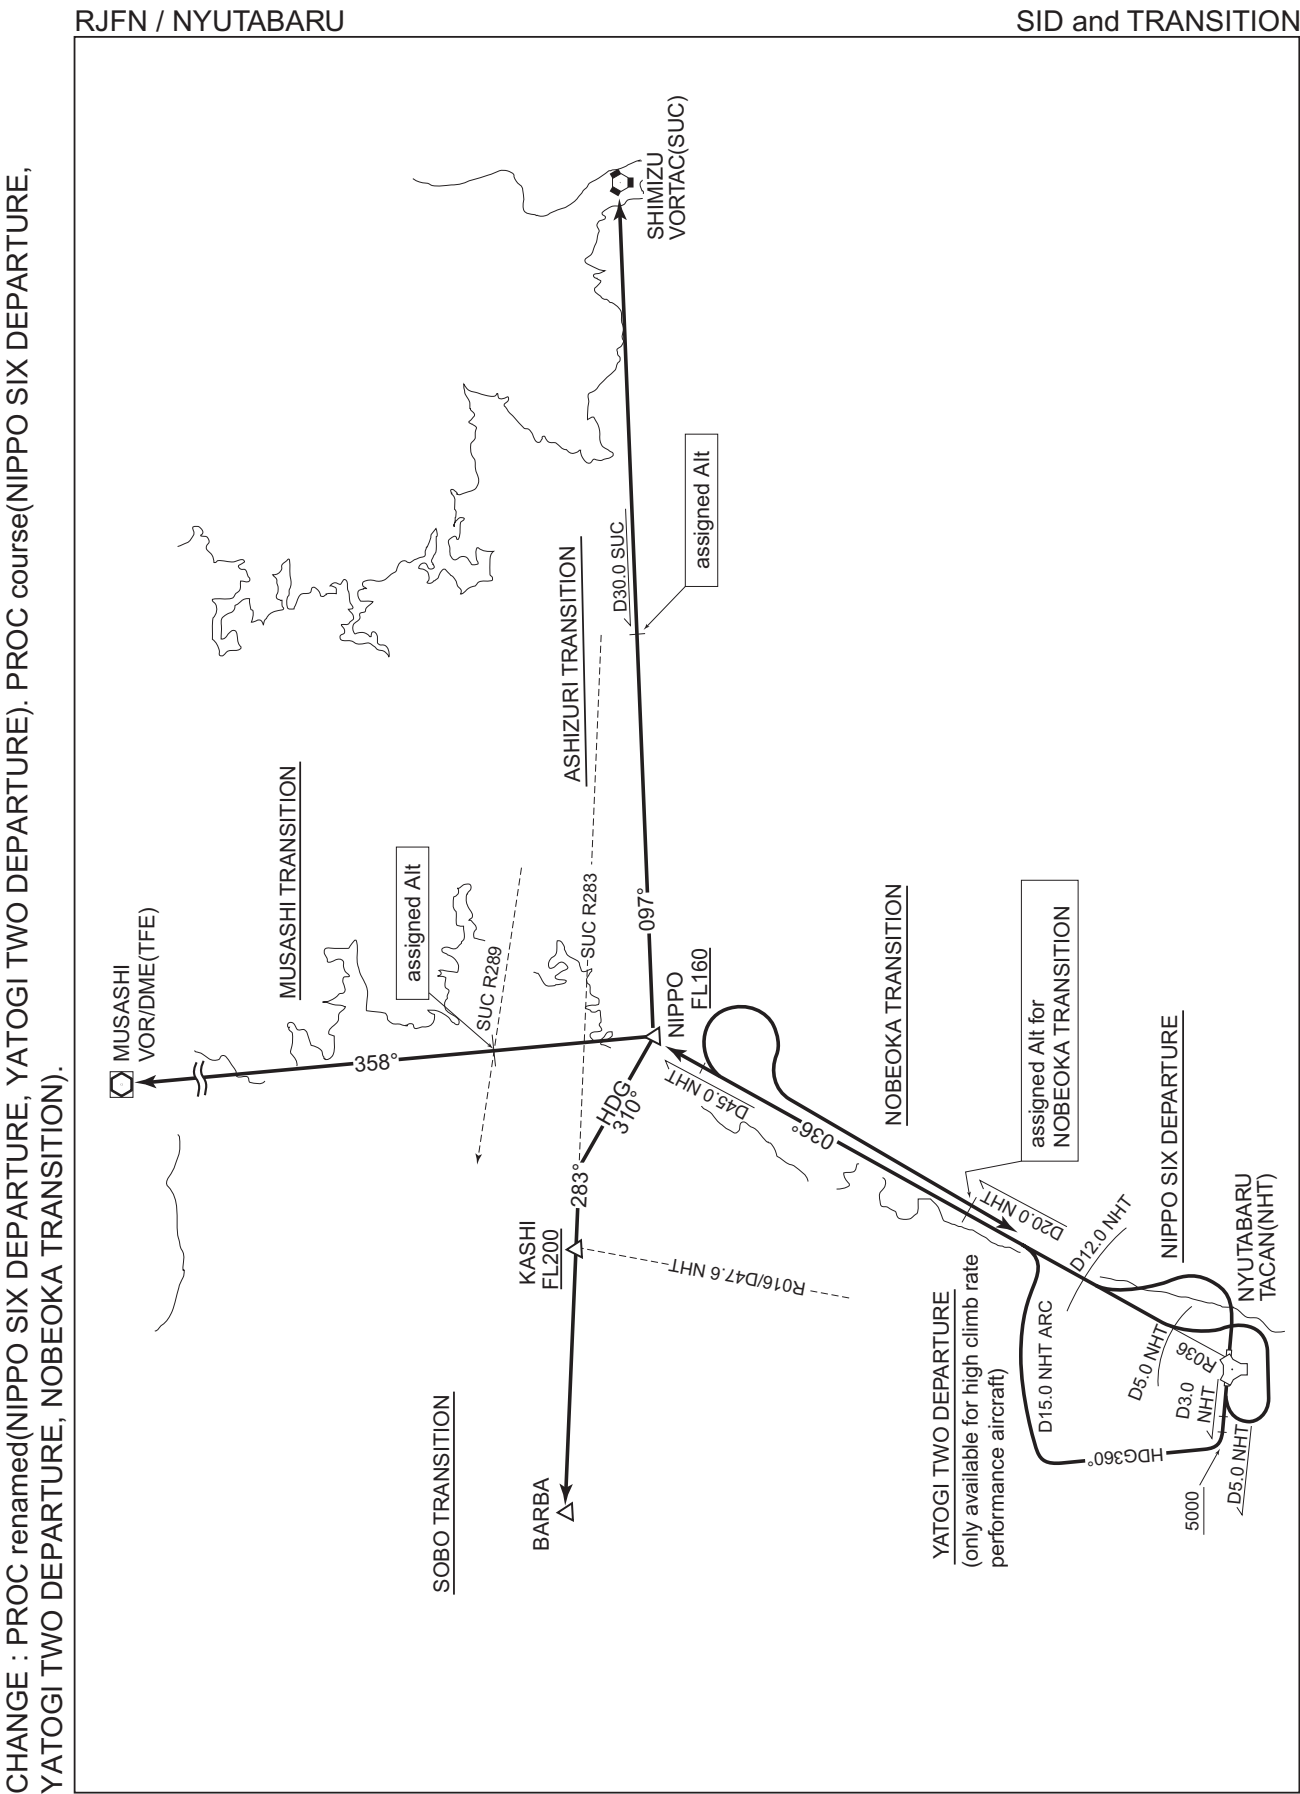 RJFN / NYUTABARU
SID and TRANSITION
CHANGE : PROC renamed(NIPPO SIX DEPARTURE, YATOGI TWO DEPARTURE). PROC course(NIPPO SIX DEPARTURE,
YATOGI TWO DEPARTURE, NOBEOKA TRANSITION).
MUSASHI
VOR/DME(TFE)
MUSASHI TRANSITION
358°
assigned Alt
SUC R289
SHIMIZU
VORTAC(SUC)
ASHIZURI TRANSITION
D30.0 SUC
assigned Alt
SUC R283
097°
NIPPO
FL160
HDG
310°
283°
KASHI
FL200
R016/D47.6 NHT
BARBA
SOBO TRANSITION
D45.0 NHT
036°
NOBEOKA TRANSITION
assigned Alt for
NOBEOKA TRANSITION
D20.0 NHT
D12.0 NHT
NIPPO SIX DEPARTURE
NYUTABARU
TACAN(NHT)
YATOGI TWO DEPARTURE
(only available for high climb rate
performance aircraft)
D15.0 NHT ARC
D5.0 NHT
R036
D3.0
NHT
HDG360°
D5.0 NHT
5000